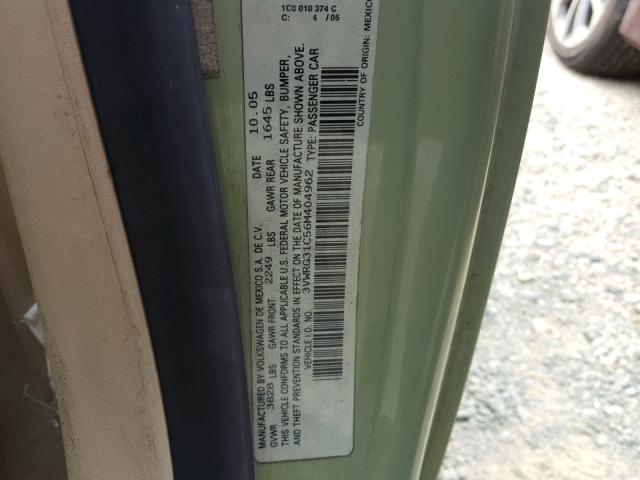 1C0 010 374 C
C: 4 / 05
MANUFACTURED BY VOLKSWAGEN DE MEXICO S.A. DE C.V. DATE 10.05
GVWR 3828 LBS GAWR FRONT 2249 LBS GAWR REAR 1645 LBS
THIS VEHICLE CONFORMS TO ALL APPLICABLE U.S. FEDERAL MOTOR VEHICLE SAFETY, BUMPER,
AND THEFT PREVENTION STANDARDS IN EFFECT ON THE DATE OF MANUFACTURE SHOWN ABOVE.
VEHICLE I.D. NO. 3VWRG31C56M404962 TYPE: PASSENGER CAR
COUNTRY OF ORIGIN: MEXICO